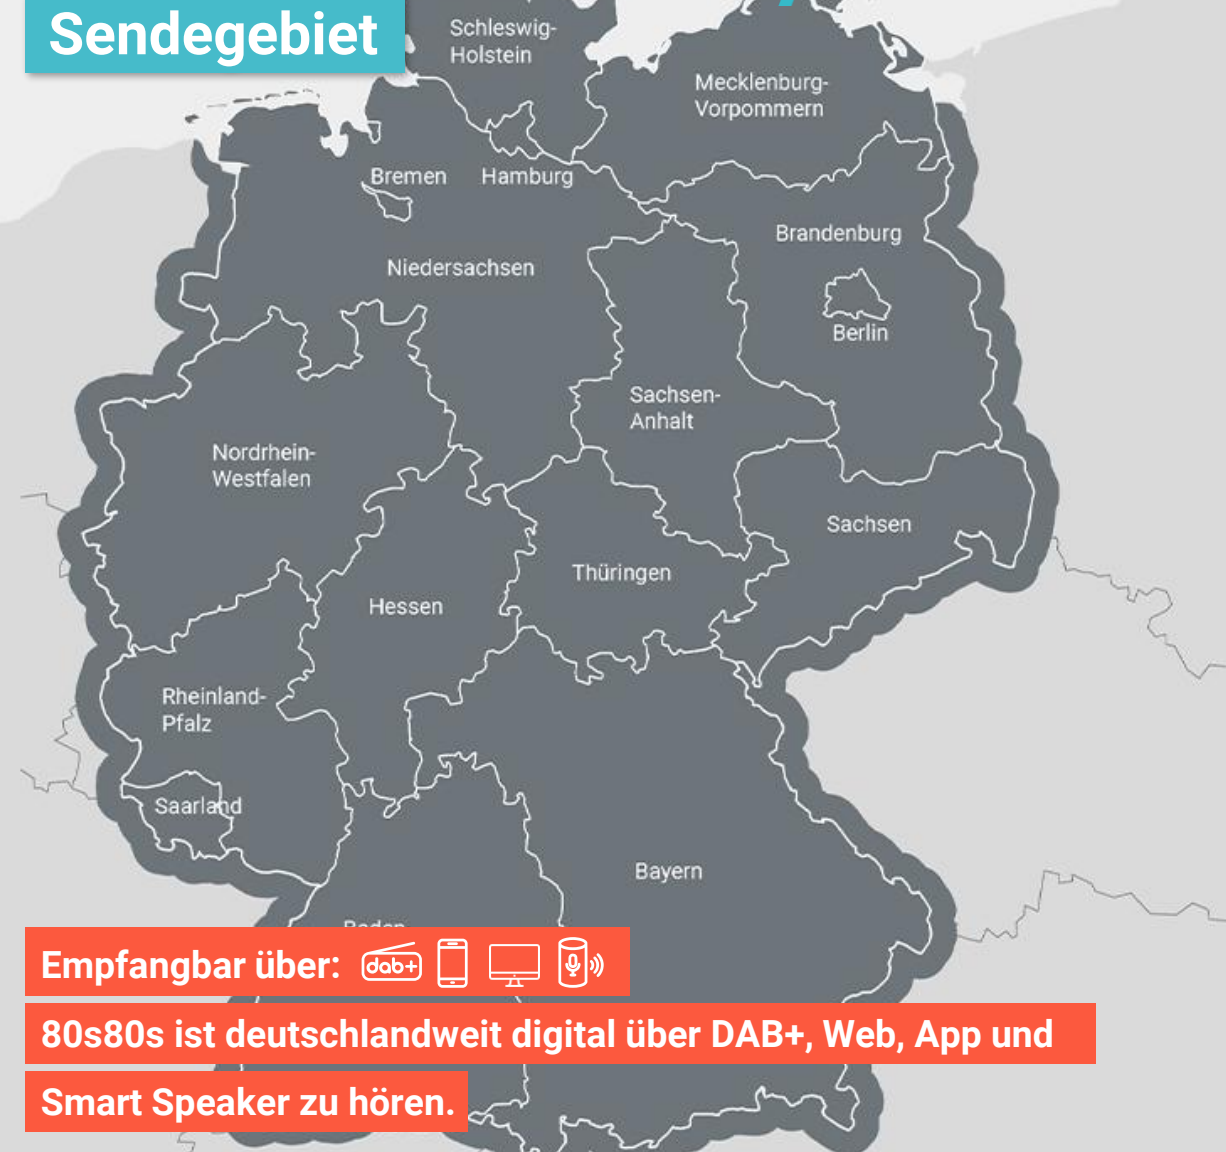 Sendegebiet
Schleswig-
Holstein
Mecklenburg-
Vorpommern
Bremen
Hamburg
Brandenburg
Niedersachsen
Berlin
Sachsen-
Anhalt
Nordrhein-
Westfalen
Sachsen
Thüringen
Hessen
Rheinland-
Pfalz
Saarland
Bayern
Baden
Empfangbar über:
dab+
80s80s ist deutschlandweit digital über DAB+, Web, App und
Smart Speaker zu hören.